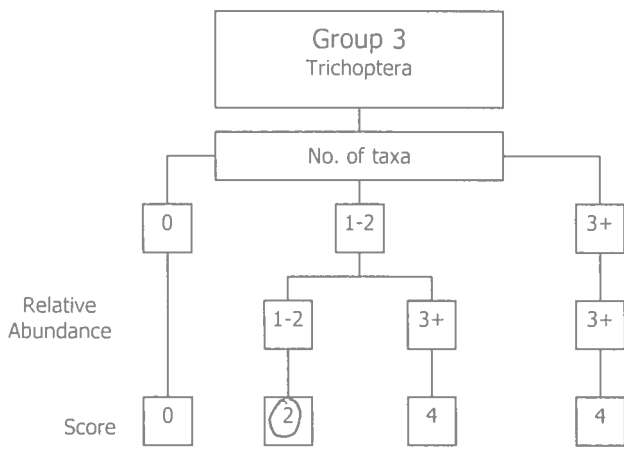 Group 3
Trichoptera
No. of taxa
0 1-2 3+
Relative
Abundance
1-2 3+ 3+
Score
0 2 4 4